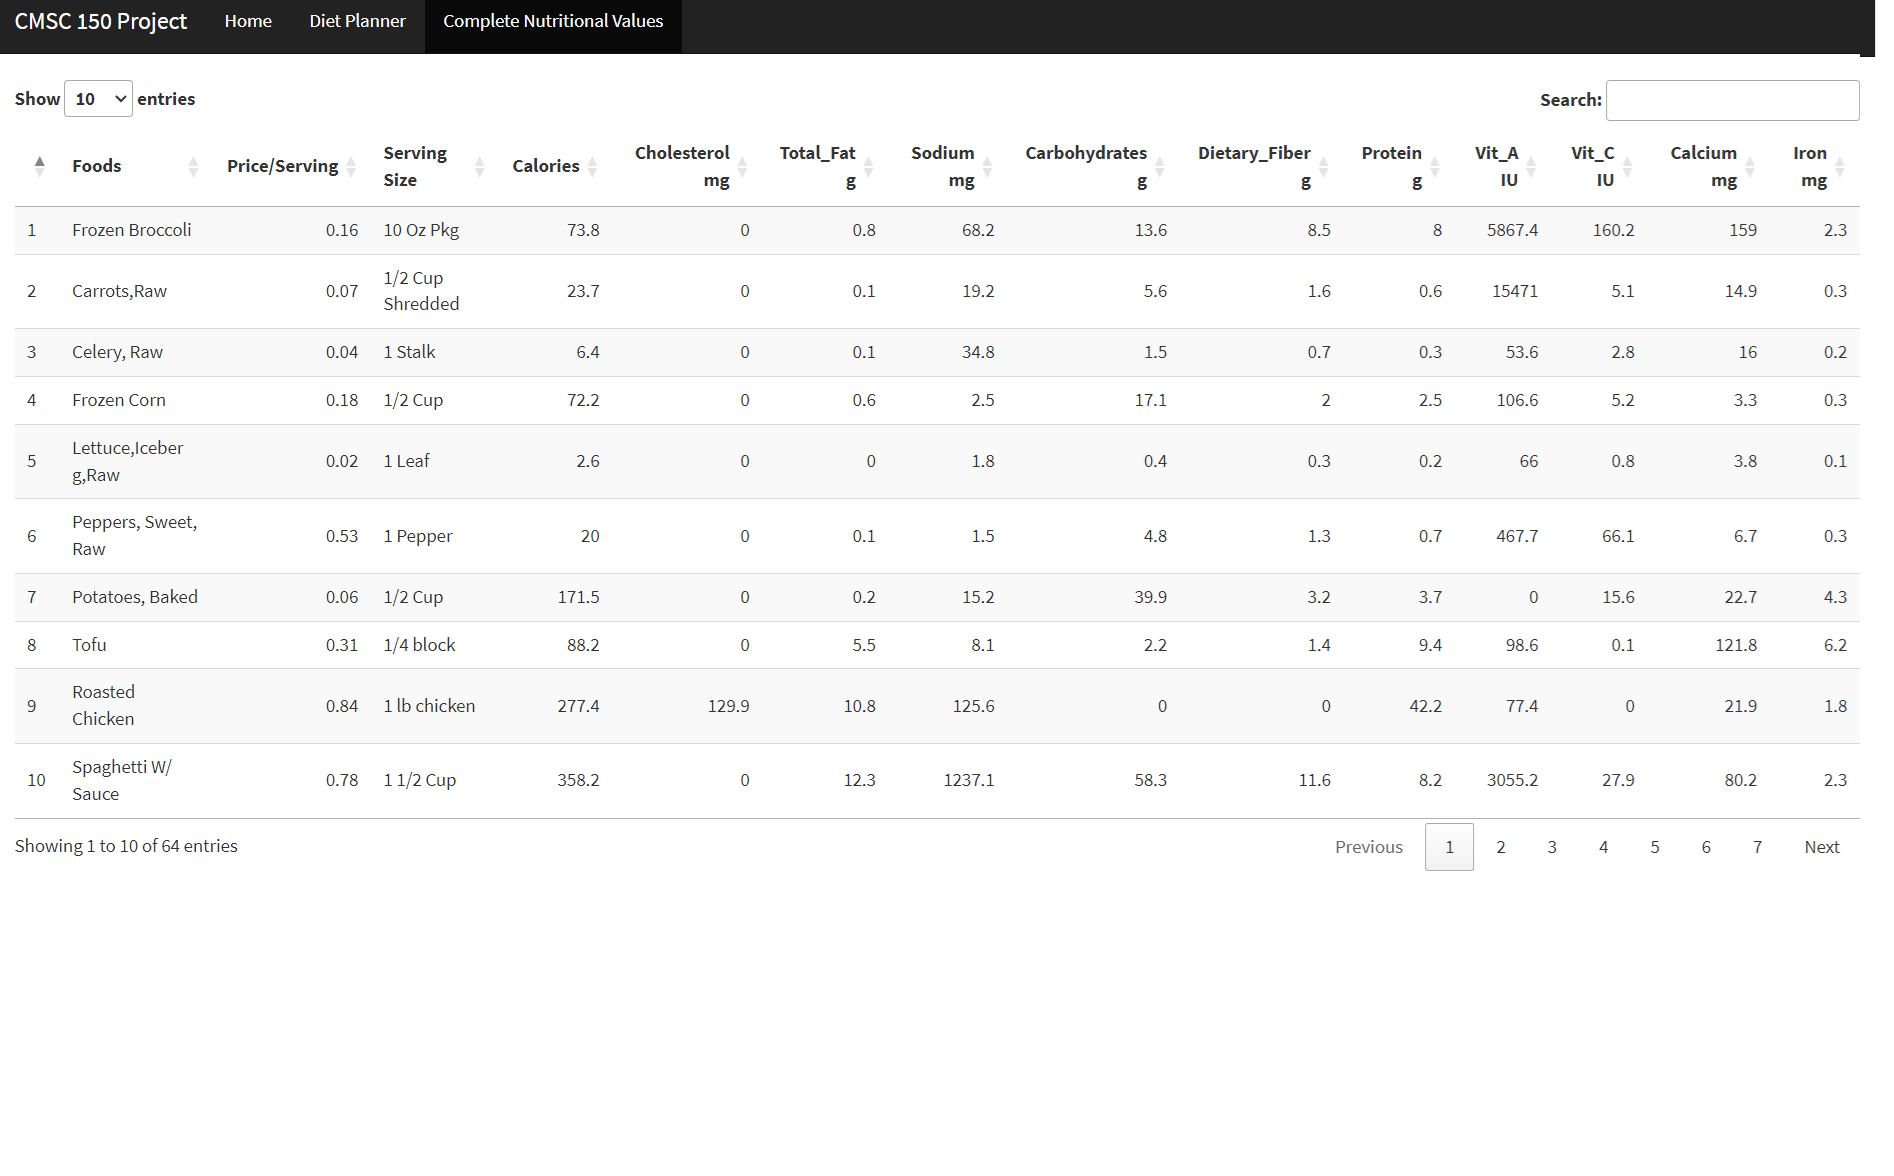 CMSC 150 Project Home Diet Planner Complete Nutritional Values
Show 10 entries Search:
Foods Price/Serving Serving Size Calories Cholesterol mg Total_Fat g Sodium mg Carbohydrates g Dietary_Fiber g Protein g Vit_A IU Vit_C IU Calcium mg Iron mg
1 Frozen Broccoli 0.16 10 Oz Pkg 73.8 0 0.8 68.2 13.6 8.5 8 5867.4 160.2 159 2.3
2 Carrots,Raw 0.07 1/2 Cup Shredded 23.7 0 0.1 19.2 5.6 1.6 0.6 15471 5.1 14.9 0.3
3 Celery, Raw 0.04 1 Stalk 6.4 0 0.1 34.8 1.5 0.7 0.3 53.6 2.8 16 0.2
4 Frozen Corn 0.18 1/2 Cup 72.2 0 0.6 2.5 17.1 2 2.5 106.6 5.2 3.3 0.3
5 Lettuce,Iceberg,Raw 0.02 1 Leaf 2.6 0 0 1.8 0.4 0.3 0.2 66 0.8 3.8 0.1
6 Peppers, Sweet, Raw 0.53 1 Pepper 20 0 0.1 1.5 4.8 1.3 0.7 467.7 66.1 6.7 0.3
7 Potatoes, Baked 0.06 1/2 Cup 171.5 0 0.2 15.2 39.9 3.2 3.7 0 15.6 22.7 4.3
8 Tofu 0.31 1/4 block 88.2 0 5.5 8.1 2.2 1.4 9.4 98.6 0.1 121.8 6.2
9 Roasted Chicken 0.84 1 lb chicken 277.4 129.9 10.8 125.6 0 0 42.2 77.4 0 21.9 1.8
10 Spaghetti W/ Sauce 0.78 1 1/2 Cup 358.2 0 12.3 1237.1 58.3 11.6 8.2 3055.2 27.9 80.2 2.3
Showing 1 to 10 of 64 entries Previous 1 2 3 4 5 6 7 Next